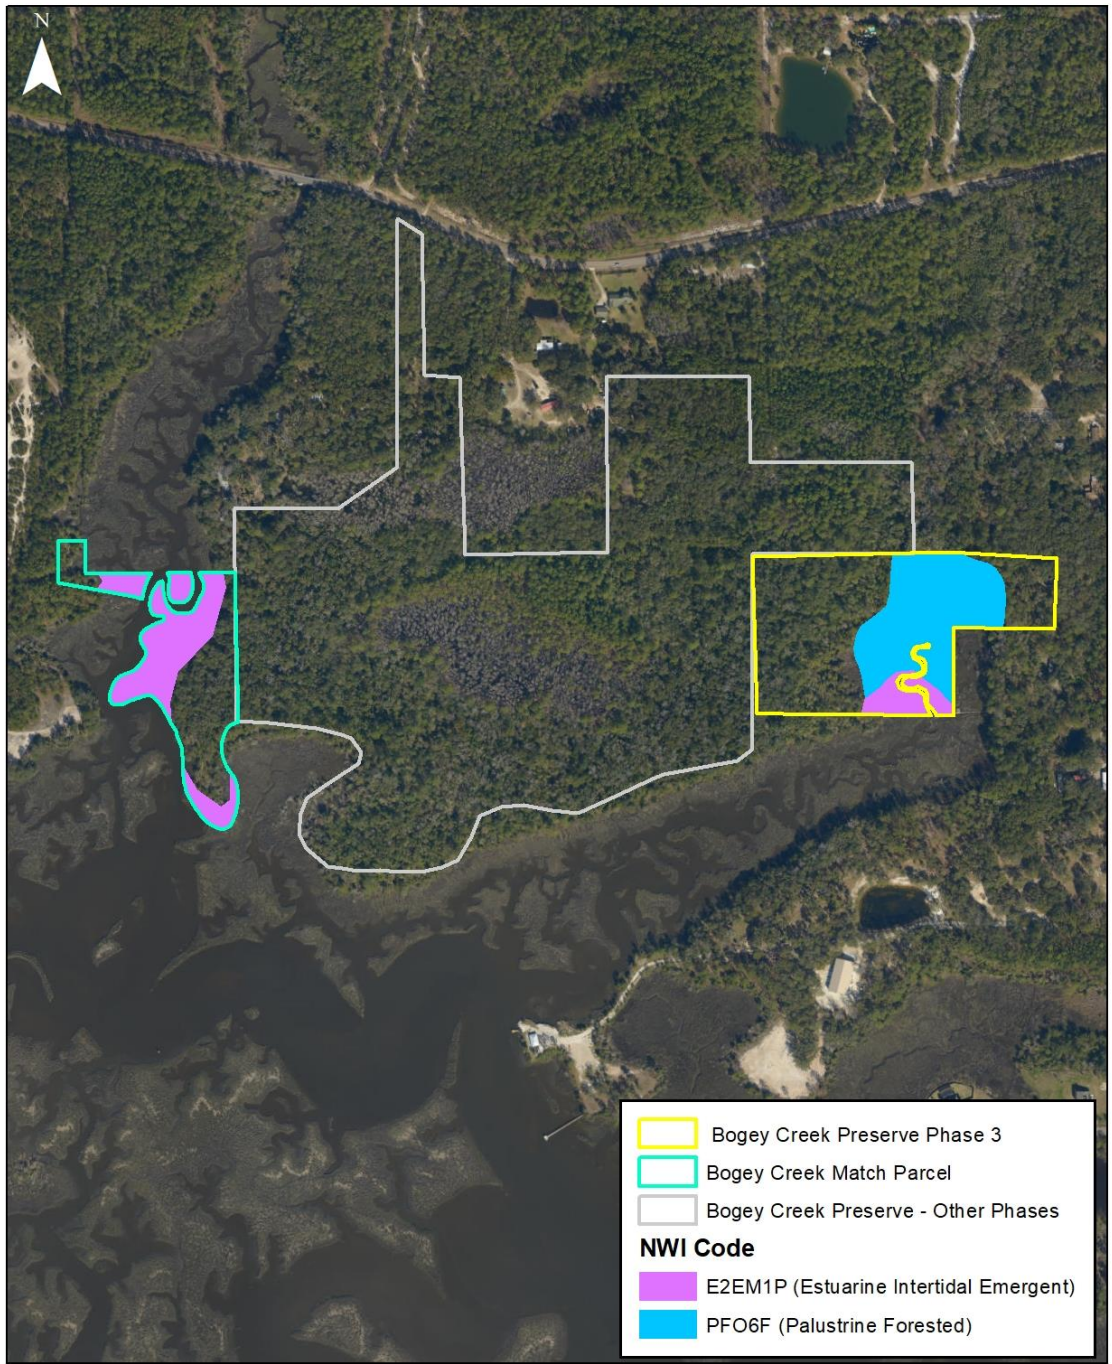 N
Bogey Creek Preserve Phase 3
Bogey Creek Match Parcel
Bogey Creek Preserve - Other Phases
NWI Code
E2EM1P (Estuarine Intertidal Emergent)
PFO6F (Palustrine Forested)